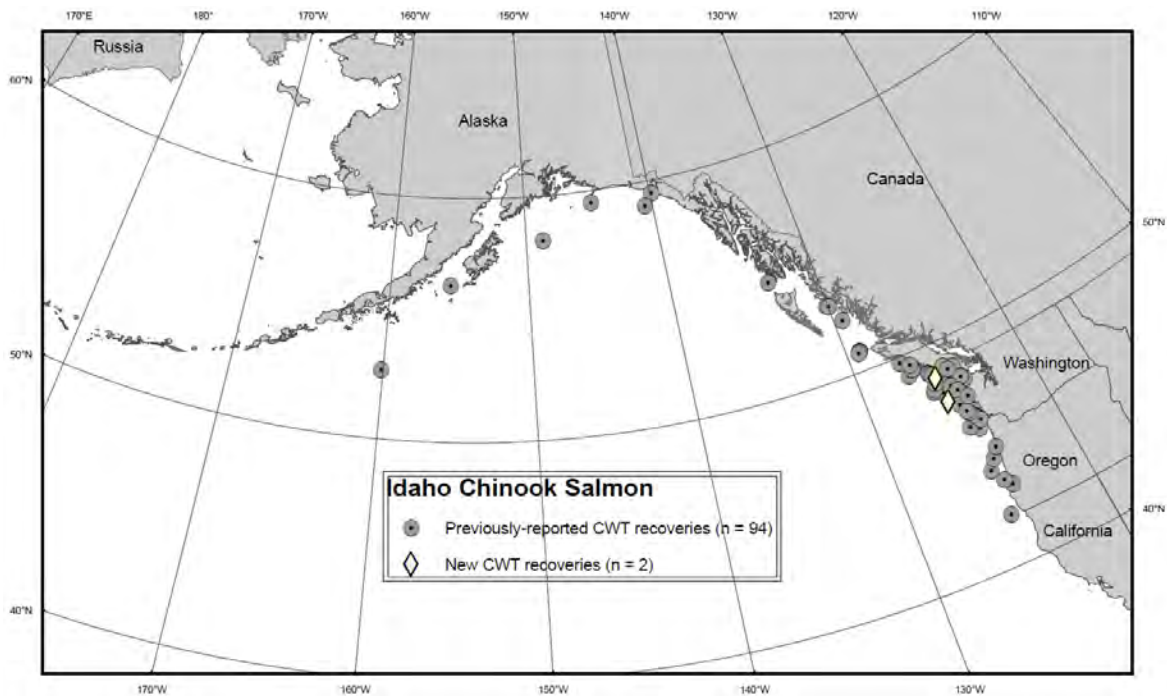 170°E 180° 170°W 160°W 150°W 140°W 130°W 120°W 110°W
Russia
60°N
Alaska
Canada
50°N
50°N
Washington
Oregon
40°N
California
Idaho Chinook Salmon
Previously-reported CWT recoveries (n = 94)
New CWT recoveries (n = 2)
40°N
170°W 160°W 150°W 140°W 130°W